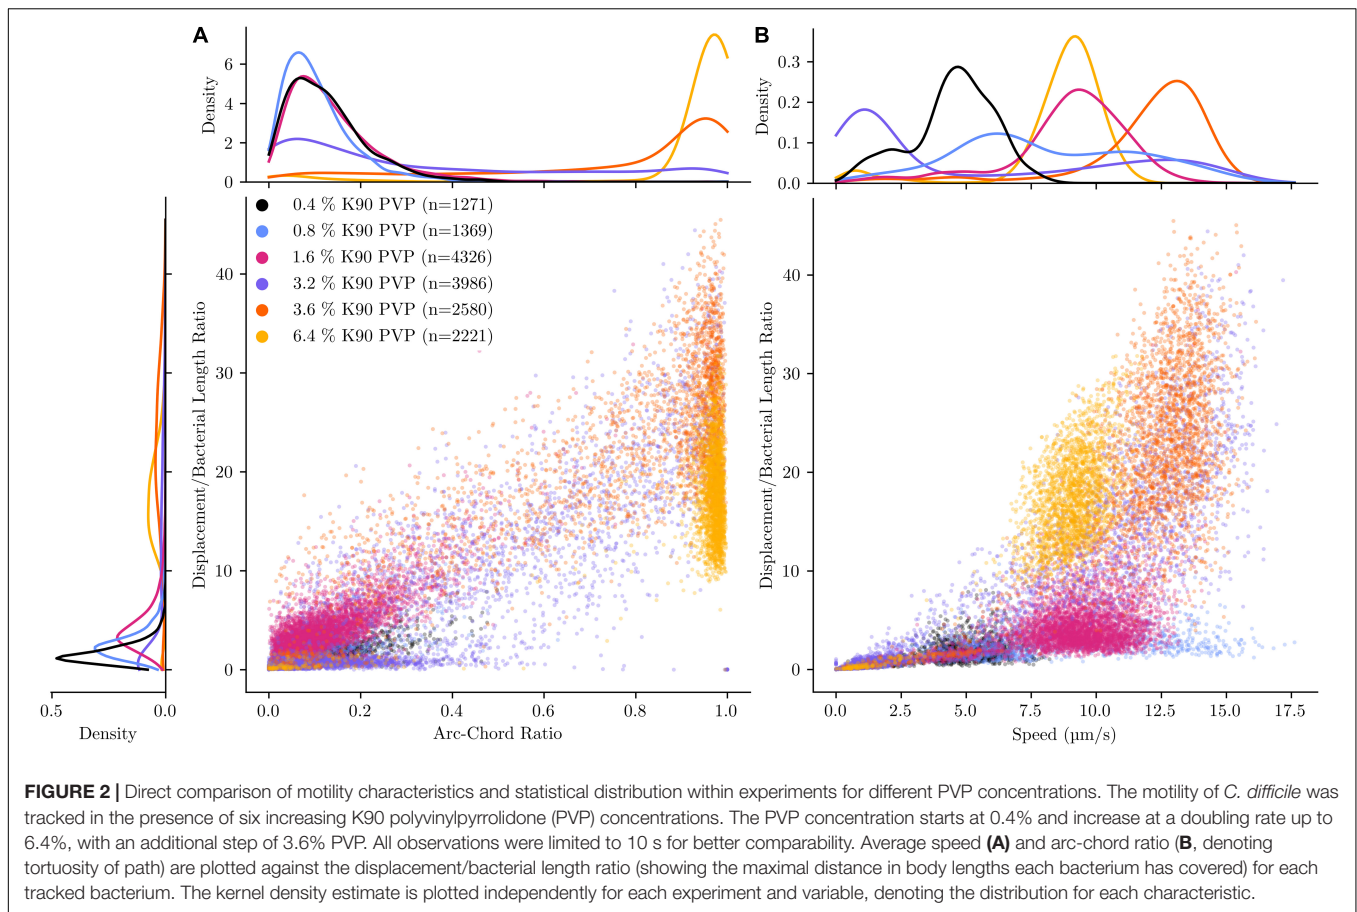 A
B
6
4
2
0
Density
0.3
0.2
0.1
0.0
Density
0.4 % K90 PVP (n=1271)
0.8 % K90 PVP (n=1369)
1.6 % K90 PVP (n=4326)
3.2 % K90 PVP (n=3986)
3.6 % K90 PVP (n=2580)
6.4 % K90 PVP (n=2221)
40
30
20
10
0
Displacement/Bacterial Length Ratio
40
30
20
10
0
Displacement/Bacterial Length Ratio
0.5 0.0
Density
0.0 0.2 0.4 0.6 0.8 1.0
Arc-Chord Ratio
0.0 2.5 5.0 7.5 10.0 12.5 15.0 17.5
Speed (µm/s)
FIGURE 2 | Direct comparison of motility characteristics and statistical distribution within experiments for different PVP concentrations. The motility of C. difficile was
tracked in the presence of six increasing K90 polyvinylpyrrolidone (PVP) concentrations. The PVP concentration starts at 0.4% and increase at a doubling rate up to
6.4%, with an additional step of 3.6% PVP. All observations were limited to 10 s for better comparability. Average speed (A) and arc-chord ratio (B, denoting
tortuosity of path) are plotted against the displacement/bacterial length ratio (showing the maximal distance in body lengths each bacterium has covered) for each
tracked bacterium. The kernel density estimate is plotted independently for each experiment and variable, denoting the distribution for each characteristic.